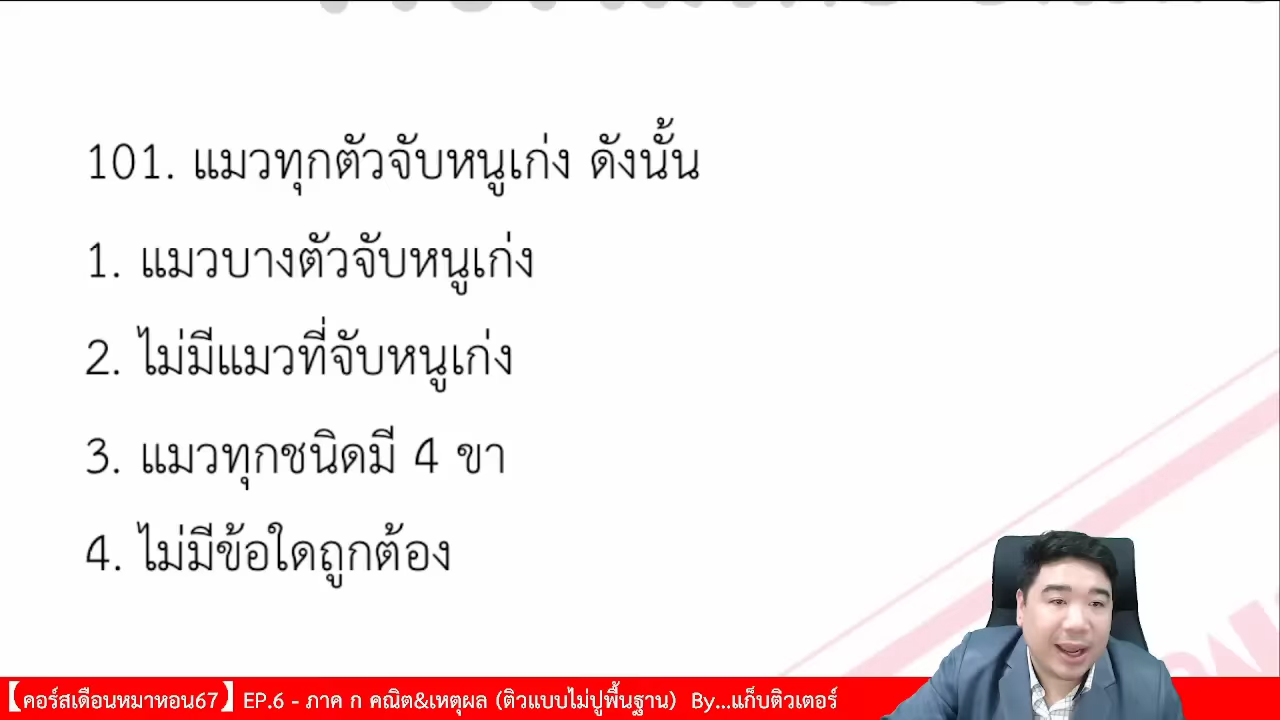 101. แมวทุกตัวจับหนูเก่ง ดังนั้น
1. แมวบางตัวจับหนูเก่ง
2. ไม่มีแมวที่จับหนูเก่ง
3. แมวทุกชนิดมี 4 ขา
4. ไม่มีข้อใดถูกต้อง
【คอร์สเดือนหมาหอน67】 EP.6 - ภาค ก คณิต&เหตุผล (ติวแบบไม่ปูพื้นฐาน) By...แก็บติวเตอร์